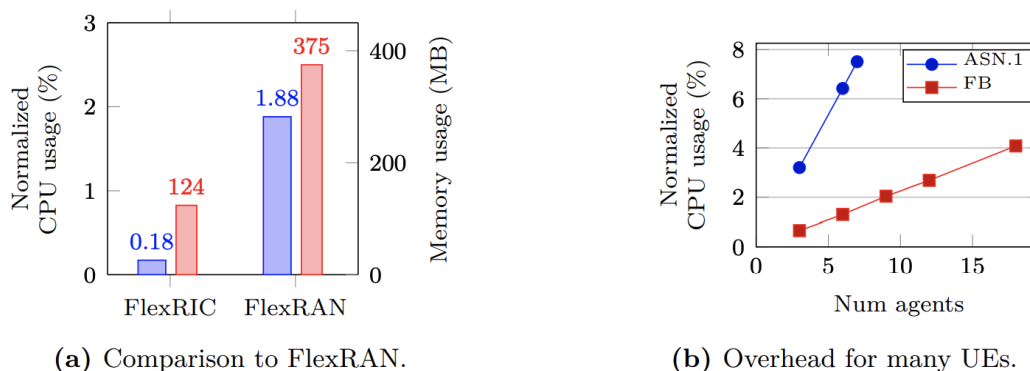 3
2
1
0
Normalized
CPU usage (%)
0.18
124
1.88
375
400
200
0
Memory usage (MB)
FlexRIC
FlexRAN
(a) Comparison to FlexRAN.
8
6
4
2
0
Normalized
CPU usage (%)
ASN.1
FB
0
5
10
15
Num agents
(b) Overhead for many UEs.